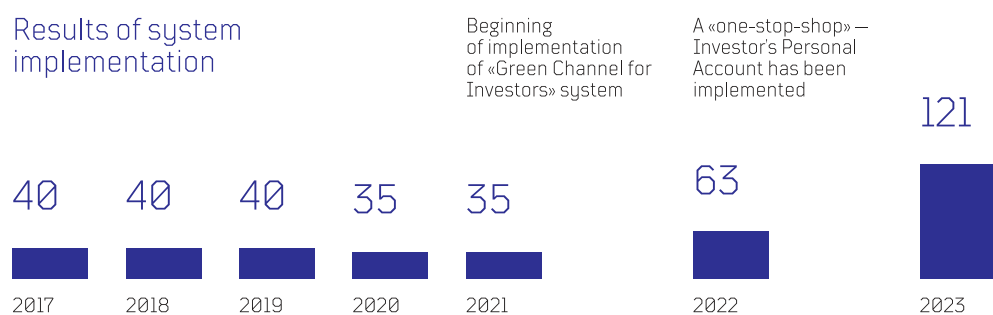 Results of system
implementation
Beginning
of implementation
of «Green Channel for
Investors» system
A «one-stop-shop» —
Investor's Personal
Account has been
implemented
40
40
40
35
35
63
121
2017
2018
2019
2020
2021
2022
2023